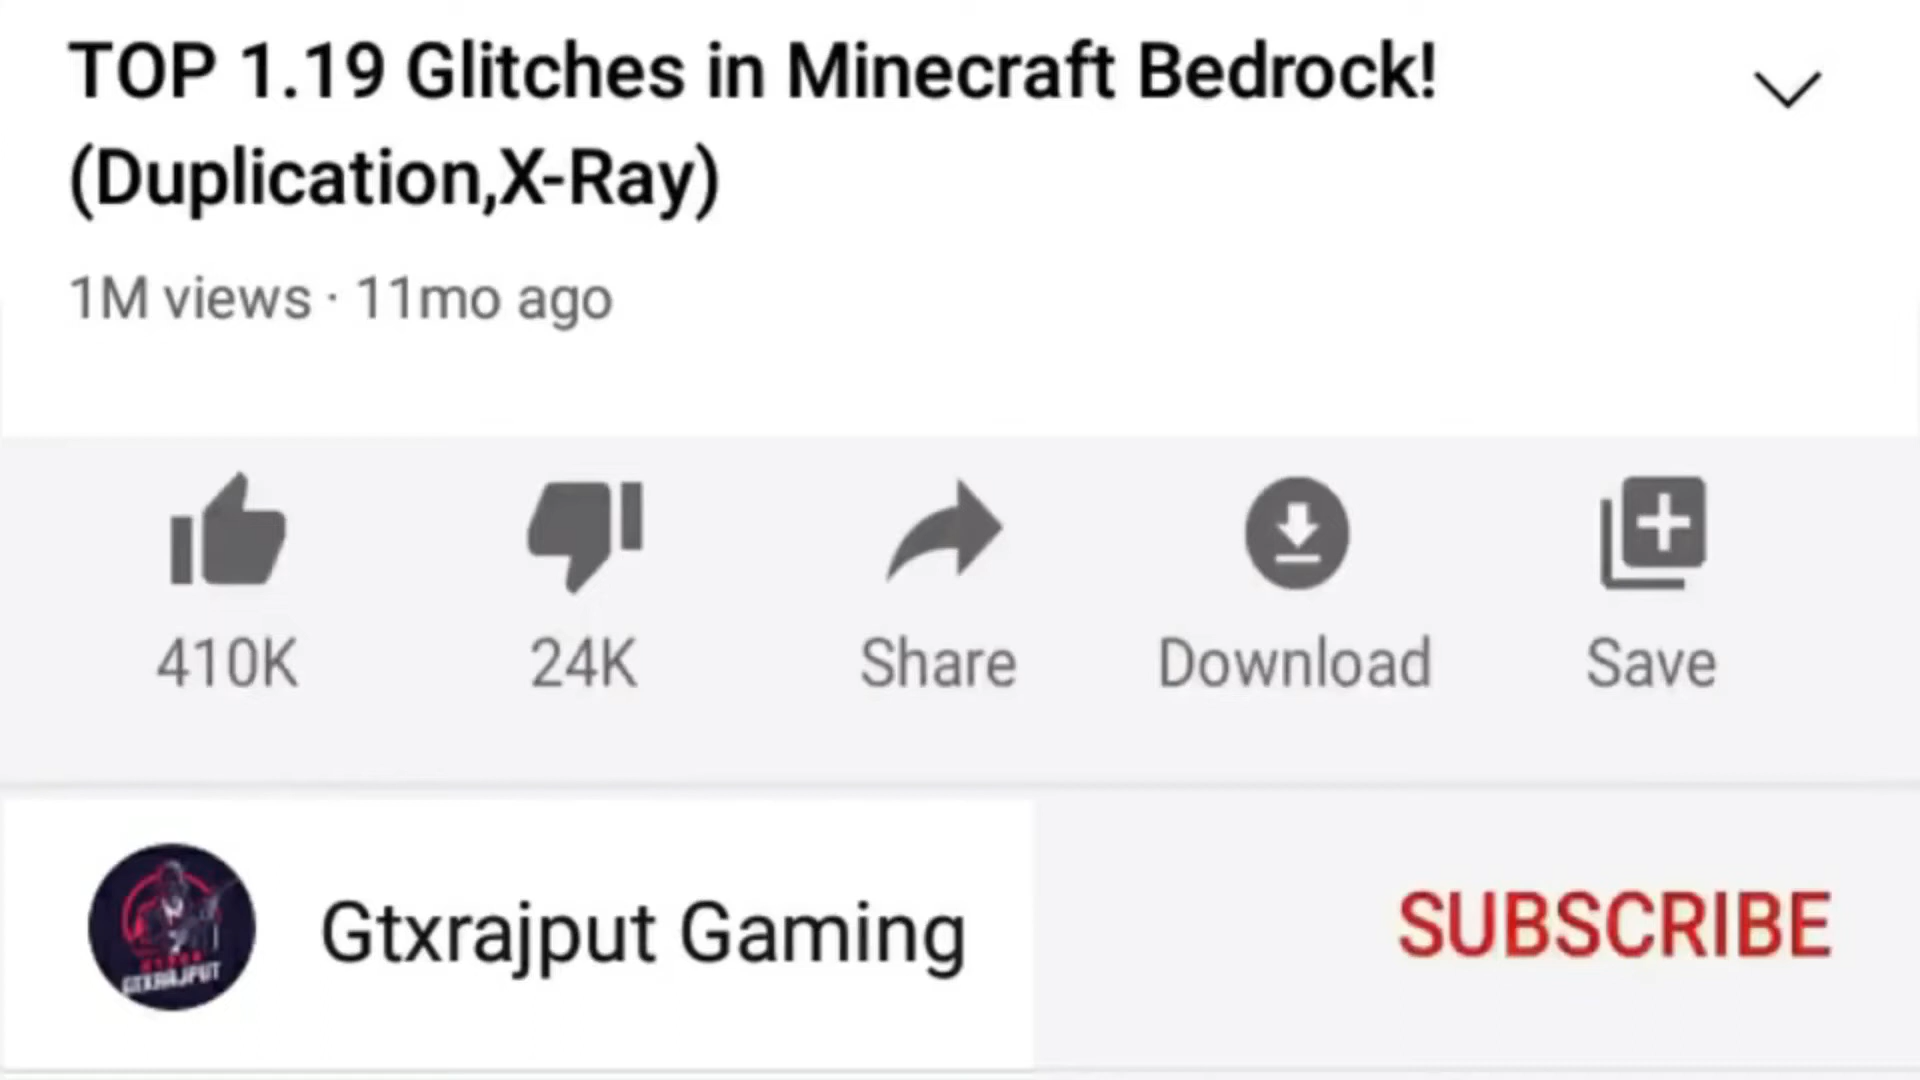 TOP 1.19 Glitches in Minecraft Bedrock!
(Duplication,X-Ray)
1M views · 11mo ago
410K 24K Share Download Save
GTXRAJPUT
Gtxrajput Gaming SUBSCRIBE